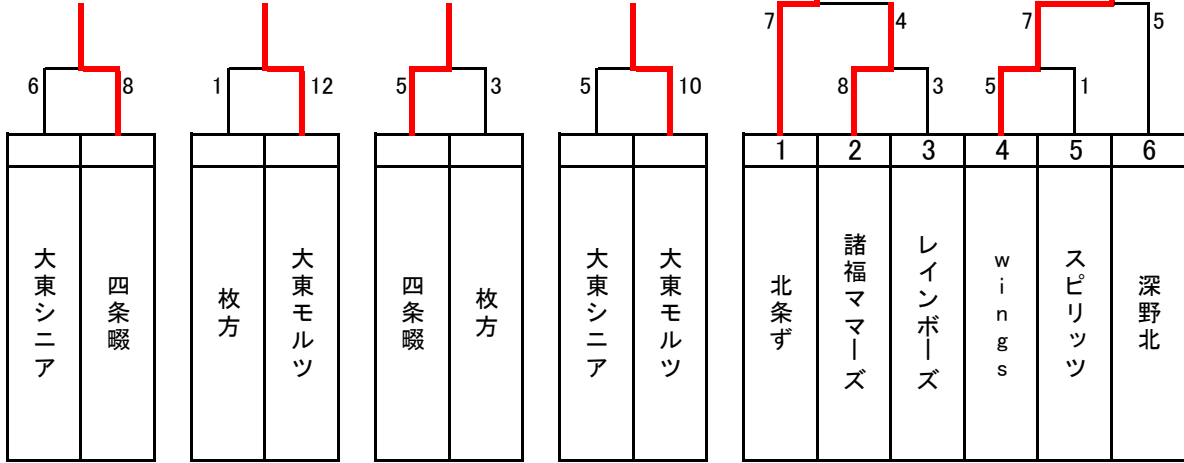 7 4 7 5
6 8 1 12 5 3 5 10 8 3 5 1
1 2 3 4 5 6
大東シニア
四条畷
枚方
大東モルツ
四条畷
枚方
大東シニア
大東モルツ
北条ず
諸福ママーズ
レインボーズ
wings
スピリッツ
深野北